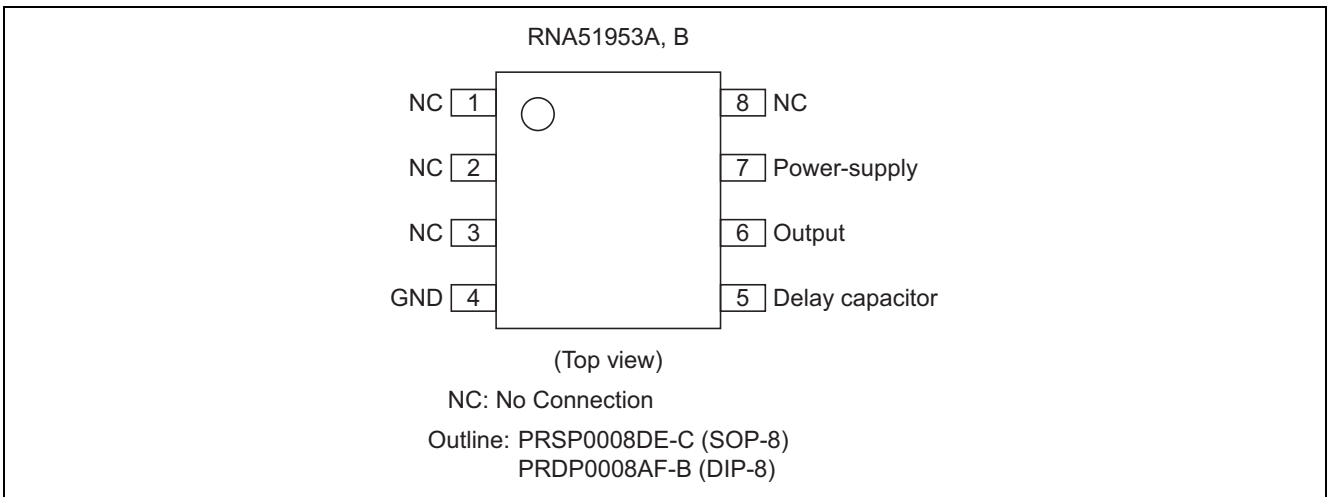 RNA51953A, B
NC 1
8 NC
NC 2
7 Power-supply
NC 3
6 Output
GND 4
5 Delay capacitor
(Top view)
NC: No Connection
Outline: PRSP0008DE-C (SOP-8)
PRDP0008AF-B (DIP-8)